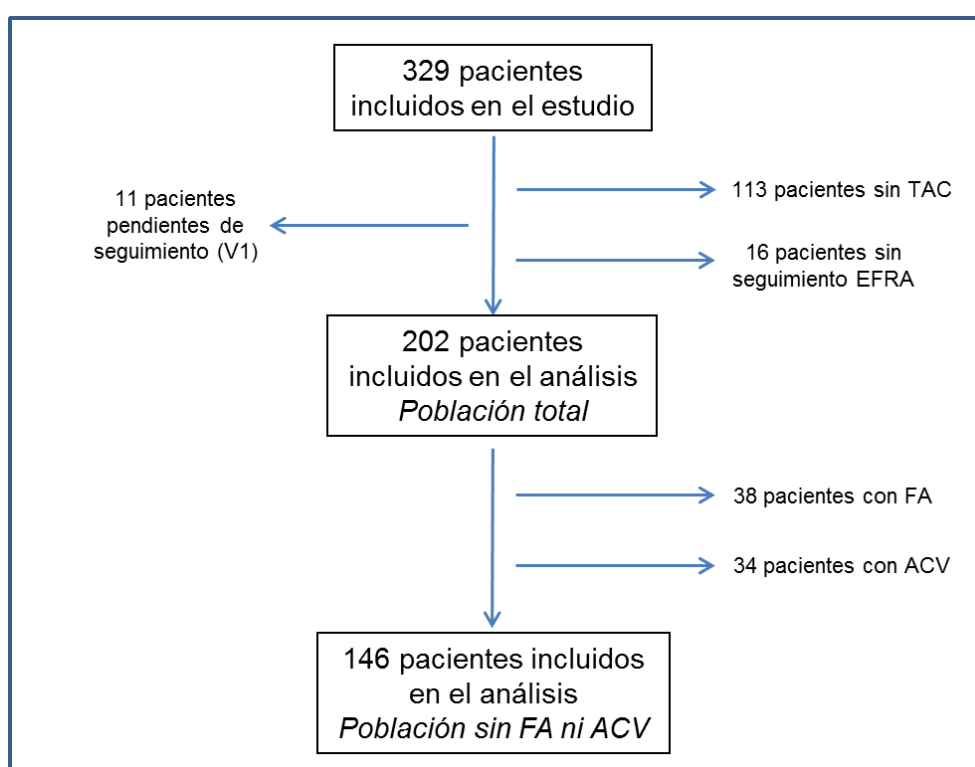 329 pacientes
incluidos en el estudio
113 pacientes sin TAC
11 pacientes
pendientes de
seguimiento (V1)
16 pacientes sin
seguimiento EFRA
202 pacientes
incluidos en el análisis
Población total
38 pacientes con FA
34 pacientes con ACV
146 pacientes incluidos
en el análisis
Población sin FA ni ACV